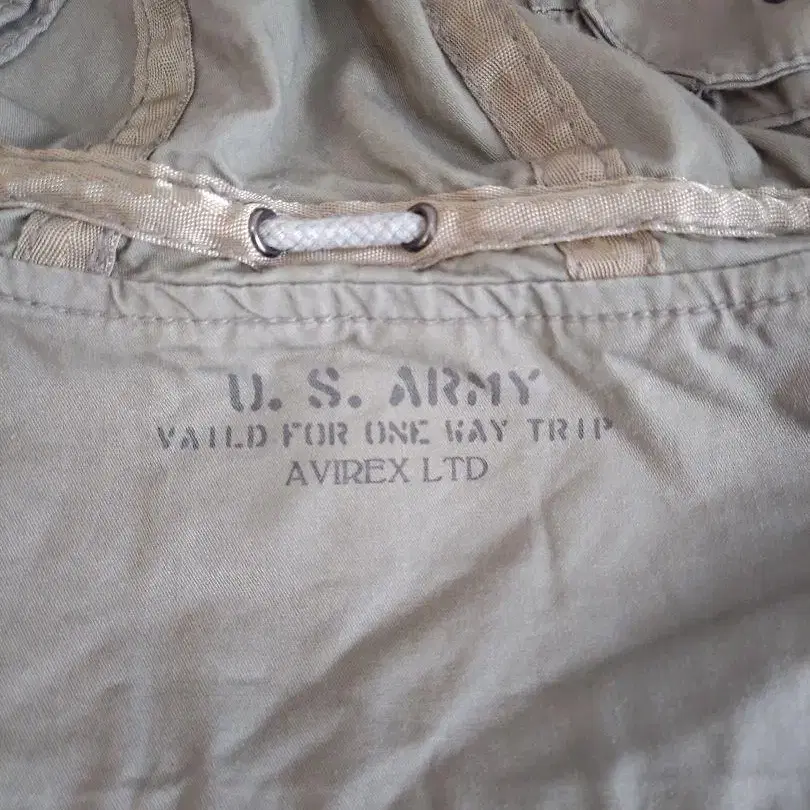 U. S. ARMY
VAILD FOR ONE WAY TRIP
AVIREX LTD